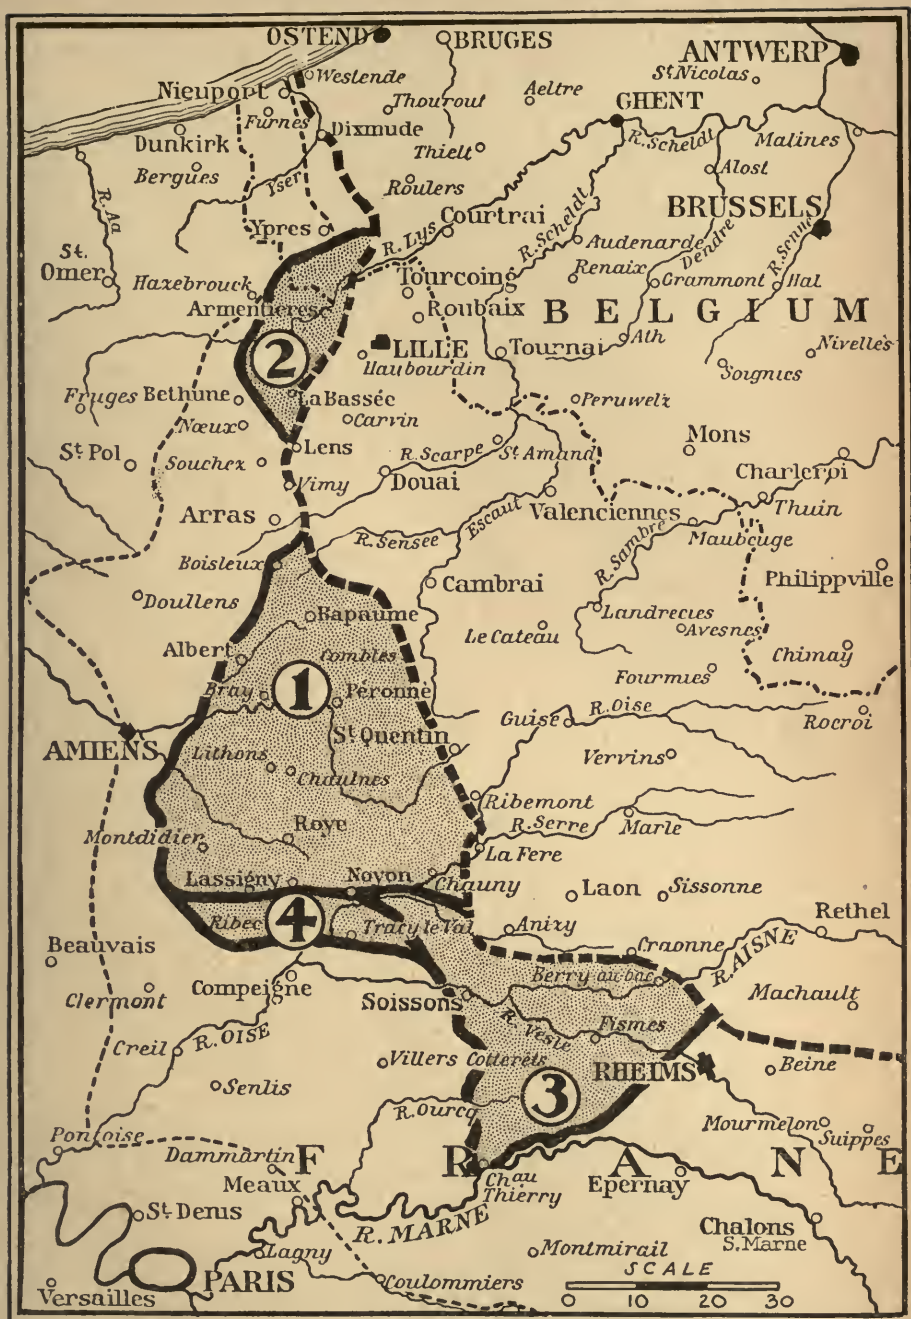 OSTEND
BRUGES
ANTWERP
Westende
St Nicolas
Nieuport
Thourout
Aeltre
GHENT
Furnes
Dixmude
R. Scheldt
Malines
Dunkirk
Thielt
Bergues
Yser
Alost
R. Aa
Roulers
BRUSSELS
Ypres
R. Lys
Courtrai
R. Scheldt
Audenarde
Dendre
R. Senne
St. Omer
Hazebrouck
Tourcoing
Renaix
Grammont
Hal
Armentieres
Roubaix
BELGIUM
2
LILLE
Tournai
Ath
Nivelles
Haubourdin
Soignies
Fruges
Bethune
La Bassée
Peruwelz
Nœux
Carvin
Mons
St Pol
Souchez
Lens
R. Scarpe
St Amand
Charleroi
Vimy
Douai
Arras
Escaut
Valenciennes
Thuin
R. Sensee
R. Sambre
Maubeuge
Boisleux
Cambrai
Philippville
Doullens
Bapaume
Landrecies
Le Cateau
Avesnes
Albert
Combles
Chimay
Bray
1
Péronne
Fourmies
Guise
R. Oise
Rocroi
AMIENS
St Quentin
Lithons
Chaulnes
Vervins
Ribemont
Roye
R. Serre
Marle
Montdidier
La Fere
Lassigny
Noyon
Chauny
Laon
Sissonne
Ribec
4
Tracy le Val
Anizy
Rethel
Beauvais
Craonne
R. AISNE
Berry au bac
Compeigne
Soissons
Machault
Clermont
R. Vesle
Fismes
Creil
R. OISE
Villers Cotterets
RHEIMS
Beine
Senlis
3
R. Ourcq
Mourmelon
Suippes
Pontoise
Dammartin
F R A N E
Meaux
Chau Thierry
Epernay
St Denis
R. MARNE
Chalons
S. Marne
Lagny
Montmirail
PARIS
Coulommiers
SCALE
Versailles
0 10 20 30